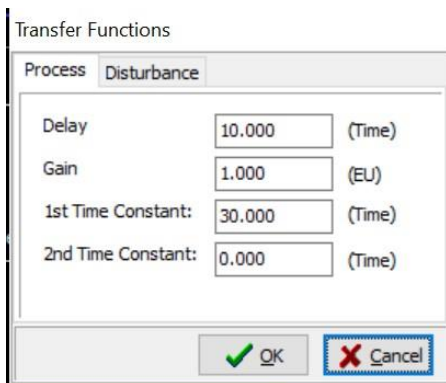 Transfer Functions
Process Disturbance
Delay 10.000 (Time)
Gain 1.000 (EU)
1st Time Constant: 30.000 (Time)
2nd Time Constant: 0.000 (Time)
OK Cancel